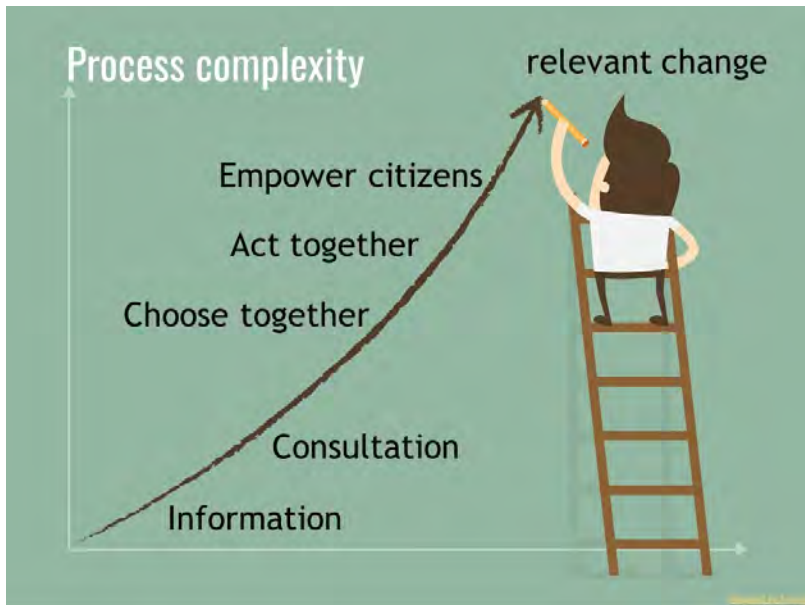 Process complexity
relevant change
Empower citizens
Act together
Choose together
Consultation
Information